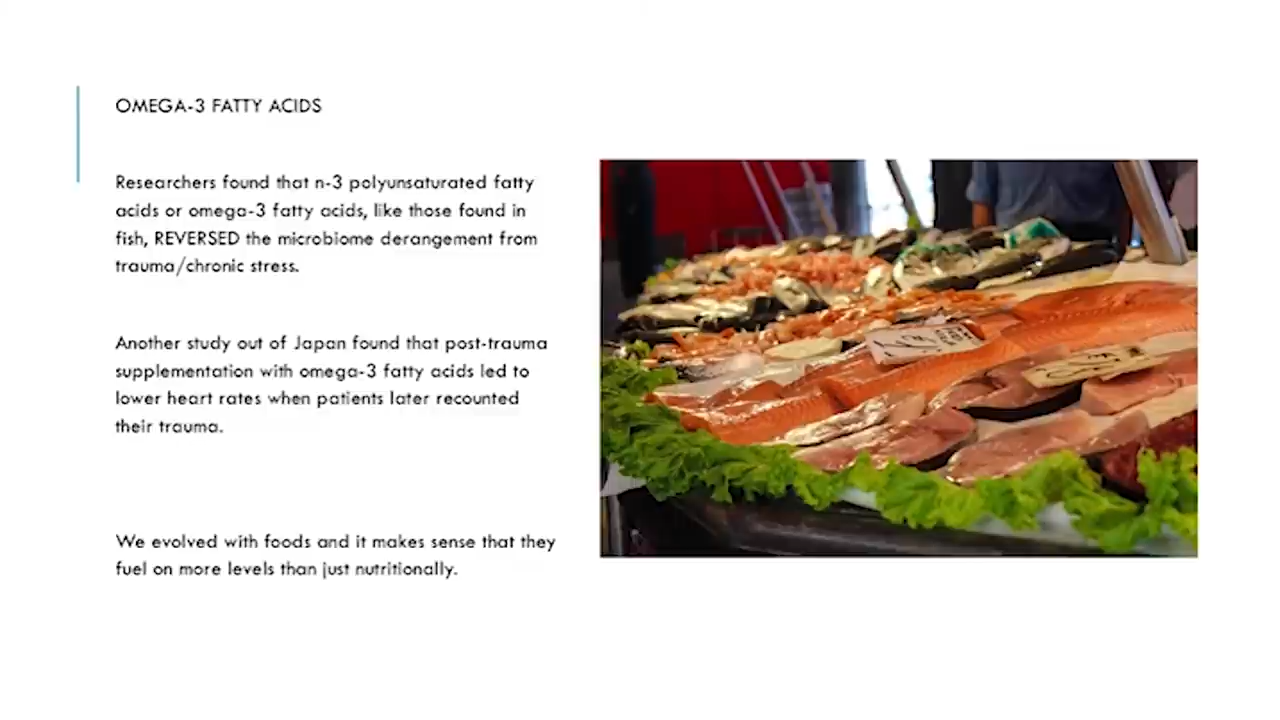 OMEGA-3 FATTY ACIDS
Researchers found that n-3 polyunsaturated fatty
acids or omega-3 fatty acids, like those found in
fish, REVERSED the microbiome derangement from
trauma/chronic stress.
Another study out of Japan found that post-trauma
supplementation with omega-3 fatty acids led to
lower heart rates when patients later recounted
their trauma.
We evolved with foods and it makes sense that they
fuel on more levels than just nutritionally.